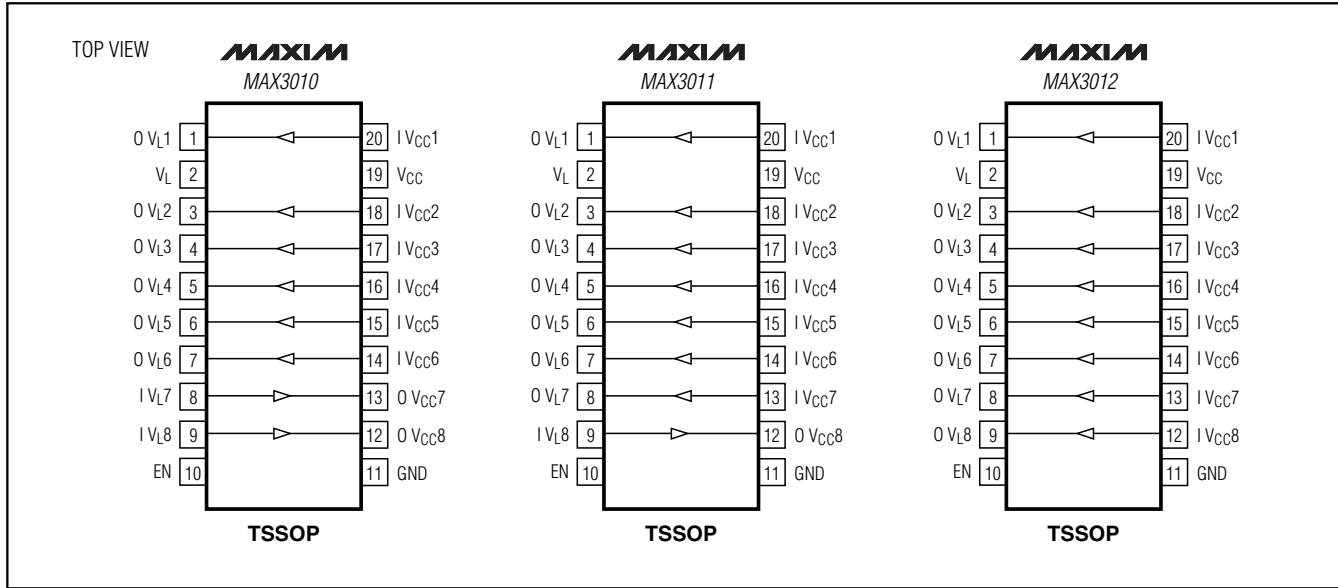 TOP VIEW
MAXIM
MAX3010
O VL1 1 20 I VCC1
VL 2 19 VCC
O VL2 3 18 I VCC2
O VL3 4 17 I VCC3
O VL4 5 16 I VCC4
O VL5 6 15 I VCC5
O VL6 7 14 I VCC6
I VL7 8 13 O VCC7
I VL8 9 12 O VCC8
EN 10 11 GND
TSSOP
MAXIM
MAX3011
O VL1 1 20 I VCC1
VL 2 19 VCC
O VL2 3 18 I VCC2
O VL3 4 17 I VCC3
O VL4 5 16 I VCC4
O VL5 6 15 I VCC5
O VL6 7 14 I VCC6
O VL7 8 13 I VCC7
I VL8 9 12 O VCC8
EN 10 11 GND
TSSOP
MAXIM
MAX3012
O VL1 1 20 I VCC1
VL 2 19 VCC
O VL2 3 18 I VCC2
O VL3 4 17 I VCC3
O VL4 5 16 I VCC4
O VL5 6 15 I VCC5
O VL6 7 14 I VCC6
O VL7 8 13 I VCC7
O VL8 9 12 I VCC8
EN 10 11 GND
TSSOP